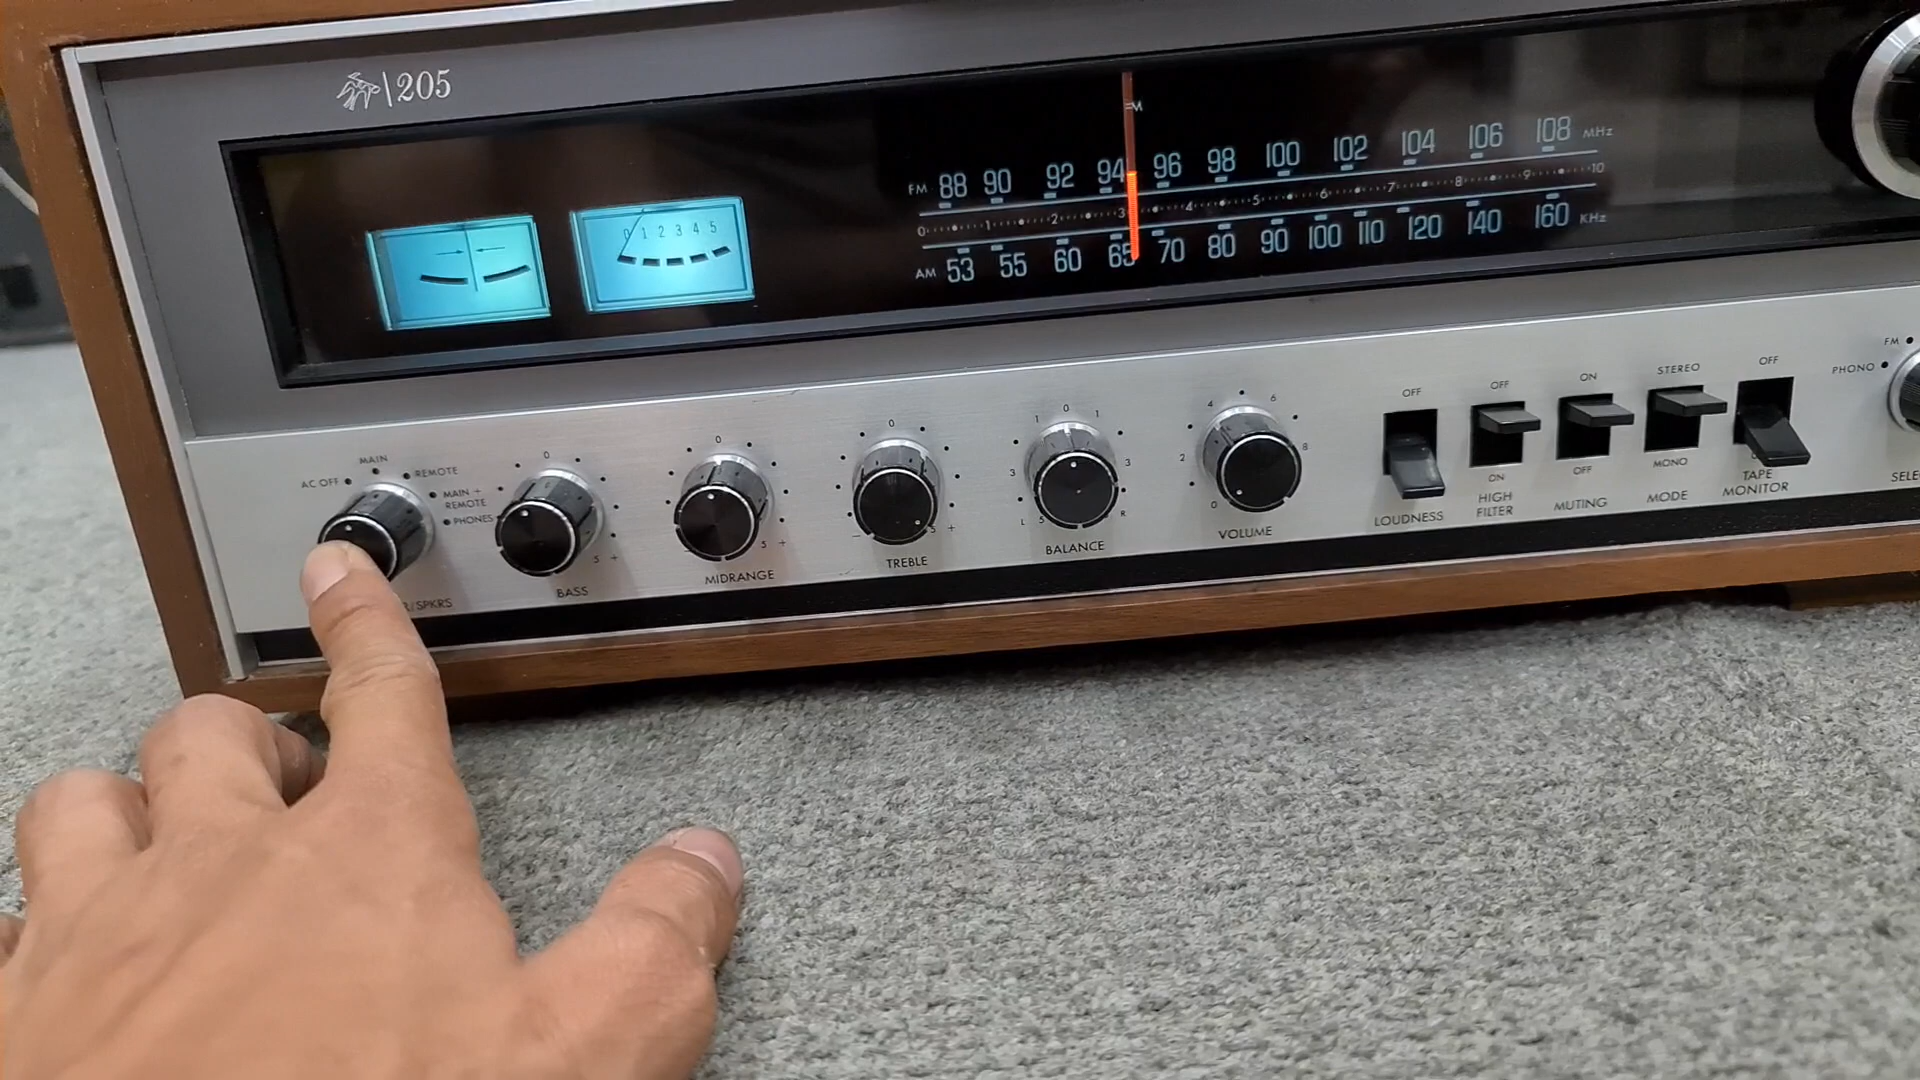 205
FM
FM 88 90 92 94 96 98 100 102 104 106 108 MHz
0 1 2 3 4 5 6 7 8 9 10
AM 53 55 60 65 70 80 90 100 110 120 140 160 KHz
0 1 2 3 4 5
AC OFF
MAIN
REMOTE
MAIN +
REMOTE
PHONES
R/SPKRS
0
5 +
BASS
0
5 +
MIDRANGE
0
- 5 +
TREBLE
1 0 1
3 3
L 5 R
BALANCE
4 6
2 8
0
VOLUME
OFF
LOUDNESS
OFF
ON
HIGH
FILTER
ON
OFF
MUTING
STEREO
MONO
MODE
OFF
TAPE
MONITOR
FM
PHONO
SELE